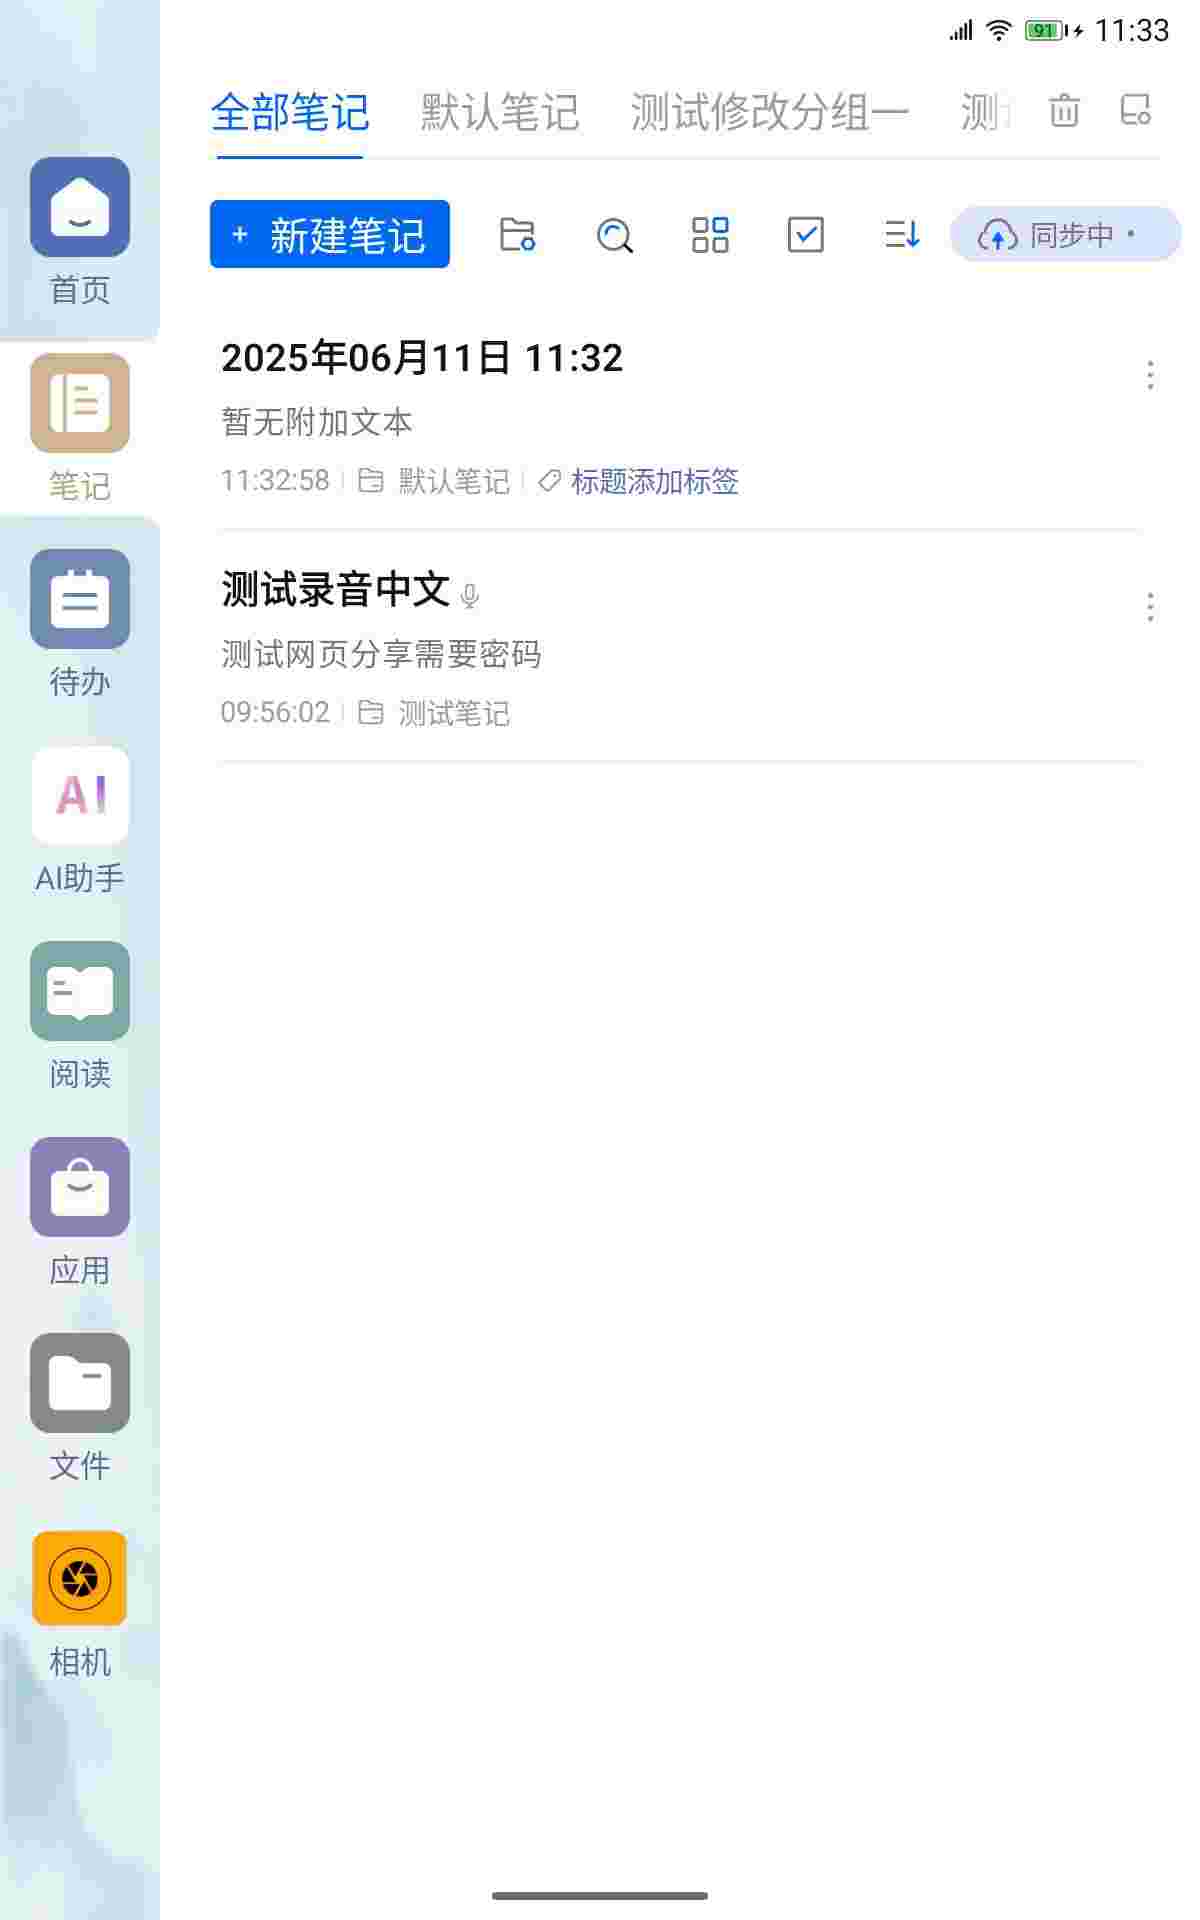 91 11:33
全部笔记 默认笔记 测试修改分组一 测
+ 新建笔记 同步中 ·
2025年06月11日 11:32
暂无附加文本
11:32:58 默认笔记 标题添加标签
测试录音中文
测试网页分享需要密码
09:56:02 测试笔记
首页
笔记
待办
AI
AI助手
阅读
应用
文件
相机